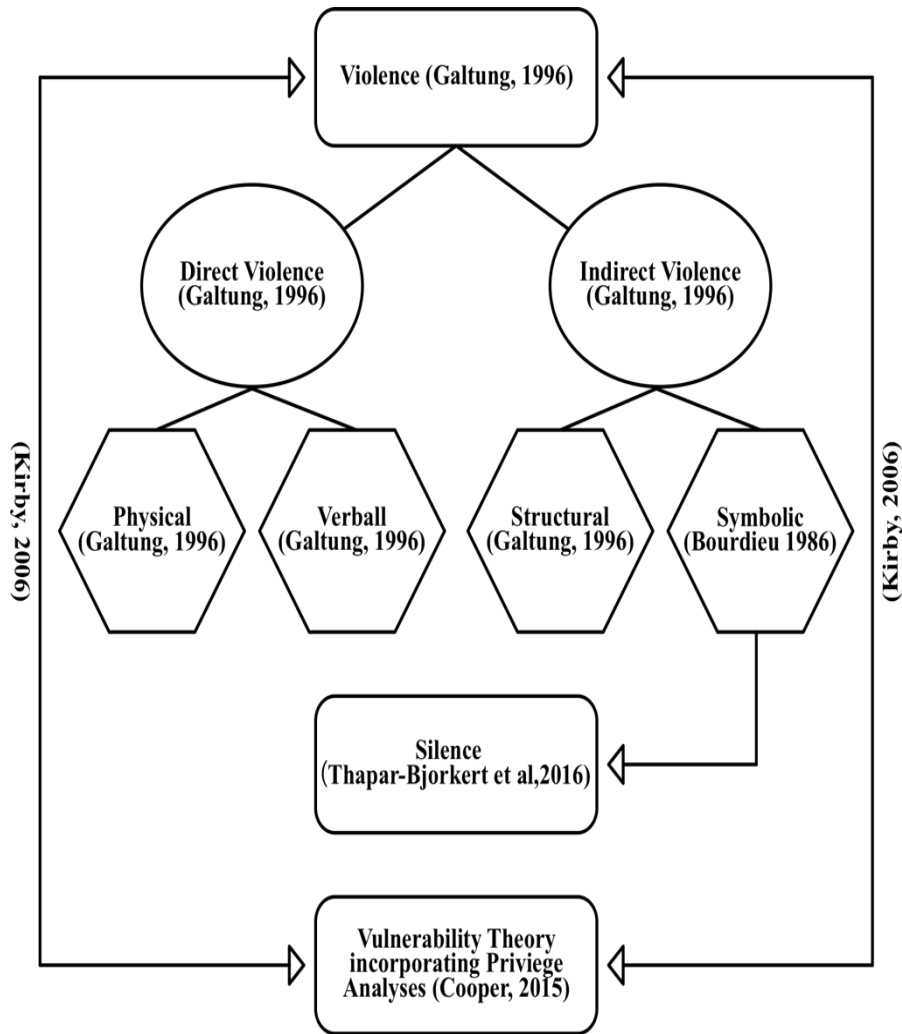 Violence (Galtung, 1996)
Direct Violence
(Galtung, 1996)
Indirect Violence
(Galtung, 1996)
Physical
(Galtung, 1996)
Verball
(Galtung, 1996)
Structural
(Galtung, 1996)
Symbolic
(Bourdieu 1986)
(Kirby, 2006)
(Kirby, 2006)
Silence
(Thapar-Bjorkert et al,2016)
Vulnerability Theory
incorporating Priviege
Analyses (Cooper, 2015)